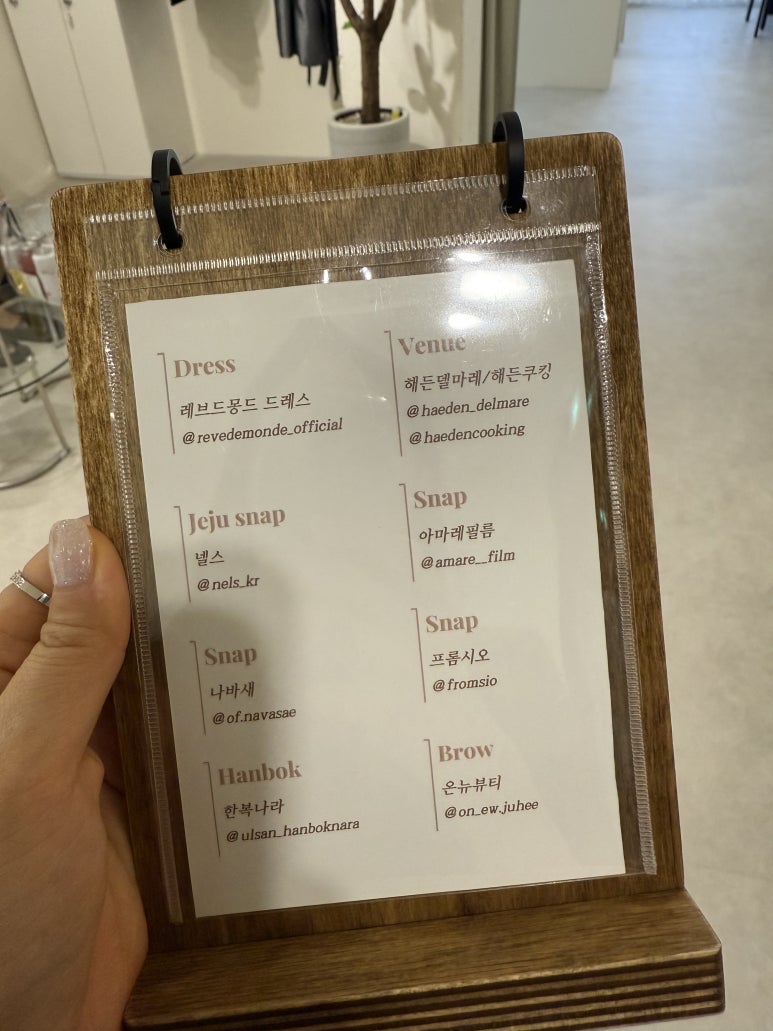 Dress
레브드몽드 드레스
@revedemonde_official
Venue
헤든델마레/헤든쿠킹
@haeden_delmare
@haedencooking
Jeju snap
넬스
@nels_kr
Snap
아마레필름
@amare__film
Snap
나바새
@of.navasae
Snap
프롬시오
@fromsio
Hanbok
한복나라
@ulsan_hanboknara
Brow
온뉴뷰티
@on_ew.juhee